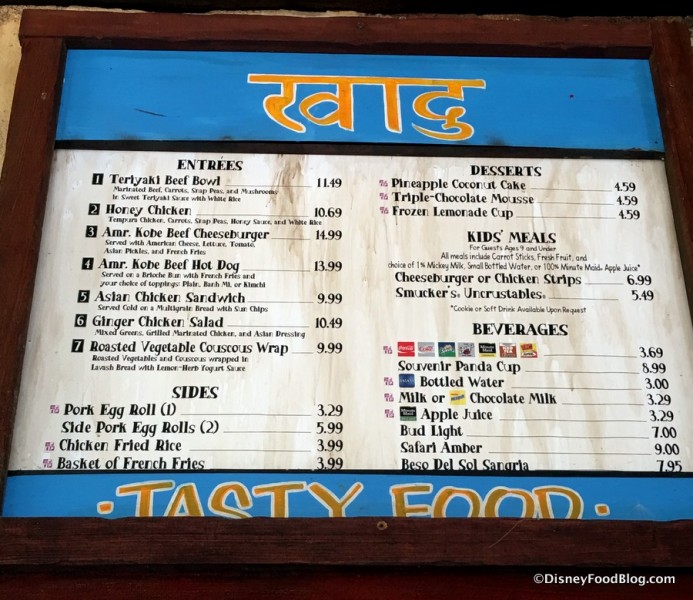 खादु
ENTRÉES
1 Teriyaki Beef Bowl 11.49
Marinated Beef, Carrots, Snap Peas, and Mushrooms
in Sweet Teriyaki Sauce with White Rice
2 Honey Chicken 10.69
Tempura Chicken, Carrots, Snap Peas, Honey Sauce, and White Rice
3 Amr. Kobe Beef Cheeseburger 14.99
Served with American Cheese, Lettuce, Tomato,
Asian Pickles, and French Fries
4 Amr. Kobe Beef Hot Dog 13.99
Served on a Brioche Bun with French Fries and
your choice of toppings: Plain, Banh Mi, or Kimchi
5 Asian Chicken Sandwich 9.99
Served on a Multigrain Bread with Sun Chips
6 Ginger Chicken Salad 10.49
Mixed Greens, Grilled Marinated Chicken, and Asian Dressing
7 Roasted Vegetable Couscous Wrap 9.99
Roasted Vegetables and Couscous wrapped in
Lavash Bread with Lemon-Herb Yogurt Sauce
SIDES
Pork Egg Roll (1) 3.29
Side Pork Egg Rolls (2) 5.99
Chicken Fried Rice 3.99
Basket of French Fries 3.99
DESSERTS
Pineapple Coconut Cake 4.59
Triple-Chocolate Mousse 4.59
Frozen Lemonade Cup 4.59
KIDS' MEALS
For Guests Ages 9 and Under
All meals include Carrot Sticks, Fresh Fruit, and
choice of 1% Mickey Milk, Small Bottled Water, or 100% Minute Maid® Apple Juice*
Cheeseburger or Chicken Strips 6.99
Smucker's® Uncrustables® 5.49
*Cookie or Soft Drink Available Upon Request
BEVERAGES
3.69
Souvenir Panda Cup 8.99
Bottled Water 3.00
Milk or Chocolate Milk 3.29
Apple Juice 3.29
Bud Light 7.00
Safari Amber 9.00
Beso Del Sol Sangria 7.95
·TASTY FOOD·
©DisneyFoodBlog.com